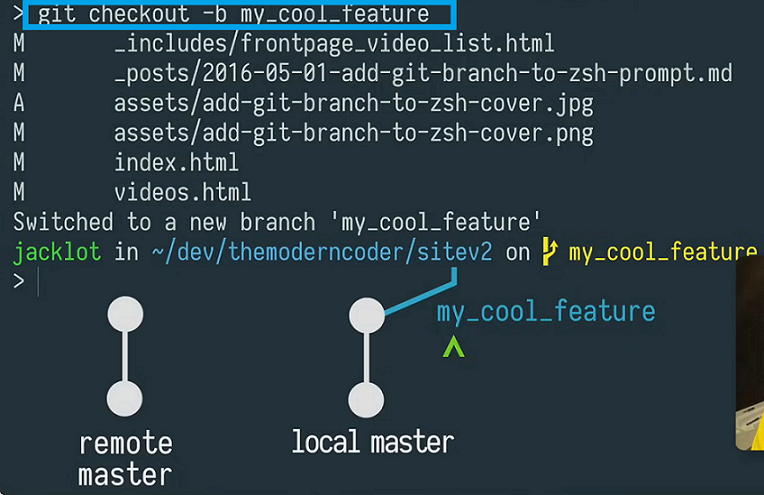 > git checkout -b my_cool_feature
M _includes/frontpage_video_list.html
M _posts/2016-05-01-add-git-branch-to-zsh-prompt.md
A assets/add-git-branch-to-zsh-cover.jpg
M assets/add-git-branch-to-zsh-cover.png
M index.html
M videos.html
Switched to a new branch 'my_cool_feature'
jacklot in ~/dev/themoderncoder/sitev2 on my_cool_feature
>
my_cool_feature
remote
master
local master